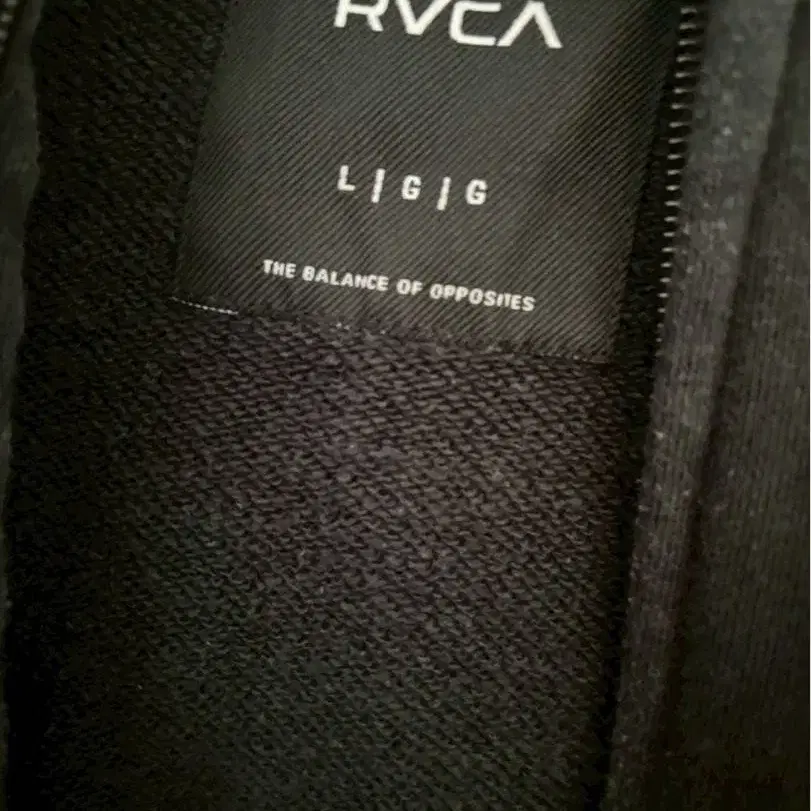 RVCA
L | G | G
THE BALANCE OF OPPOSITES